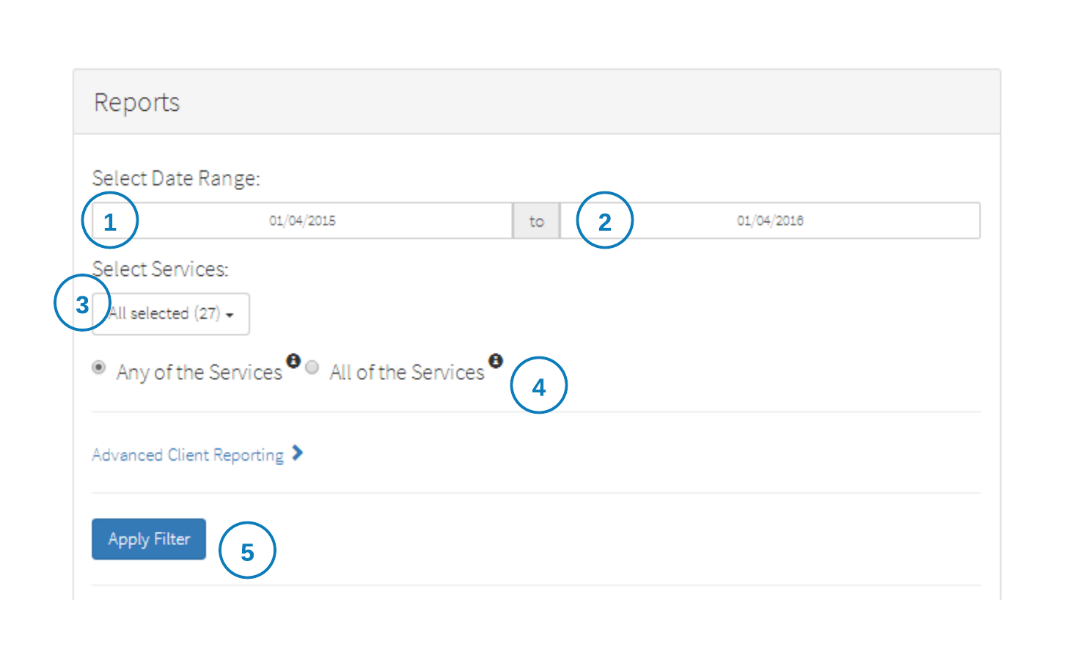 Reports
Select Date Range:
1 01/04/2015 to 2 01/04/2016
Select Services:
3 All selected (27)
Any of the Services All of the Services 4
Advanced Client Reporting
Apply Filter 5